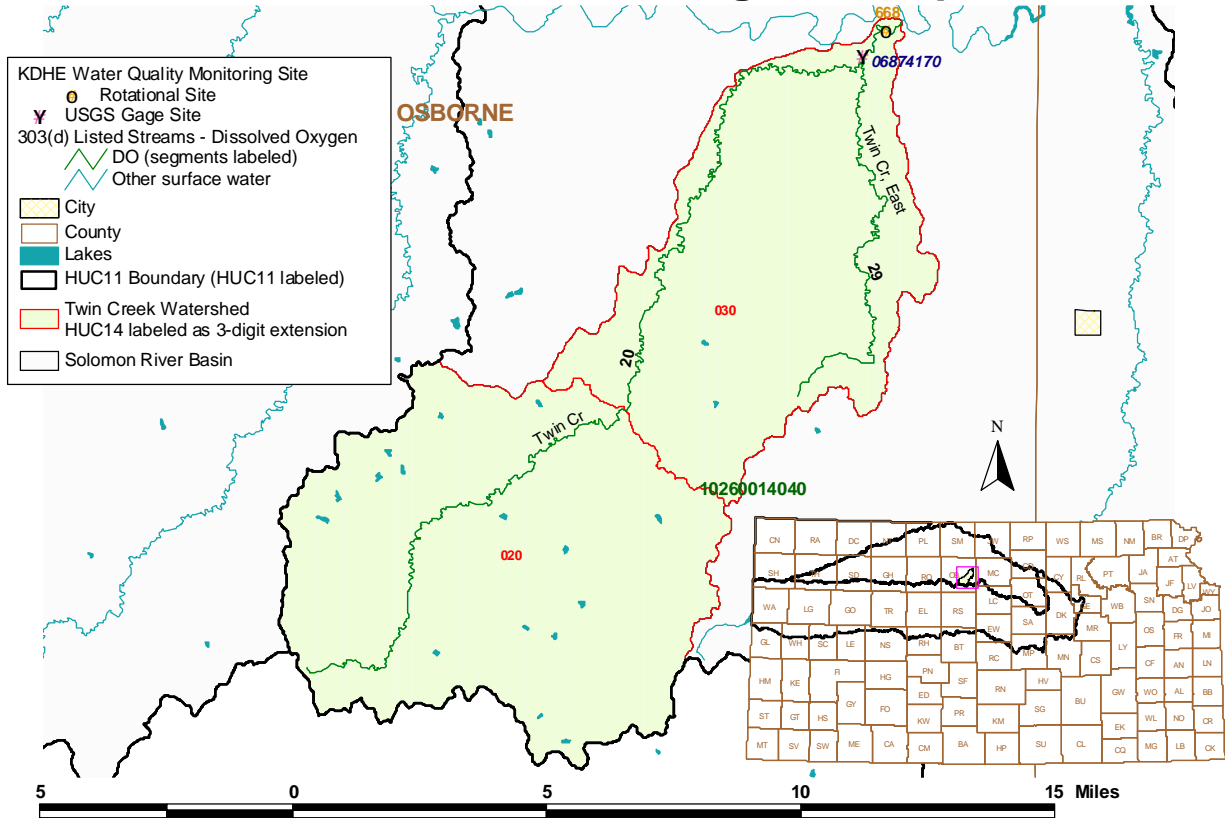 668
06874170
KDHE Water Quality Monitoring Site
Rotational Site
USGS Gage Site
303(d) Listed Streams - Dissolved Oxygen
DO (segments labeled)
Other surface water
City
County
Lakes
HUC11 Boundary (HUC11 labeled)
Twin Creek Watershed
HUC14 labeled as 3-digit extension
Solomon River Basin
OSBORNE
Twin Cr, East
29
030
20
Twin Cr
10260014040
020
N
CN RA DC PL SM JW RP WS MS NM BR DP
SH SD GH RO MC CY RL PT JA AT JF LV WY
WA LG GO TR EL RS LC OT SA DK WB SN DG JO
GL WH SC LE NS RH BT EW MP MR LY OS FR MI
HM KE FI HG PN SF RC MN CS CF AN LN
ST GT HS GY FO ED PR RN HV SG BU GW WO AL BB
KW KM EK WL NO CR
MT SV SW ME CA CM BA HP SU CL CQ MG LB CK
5 0 5 10 15 Miles